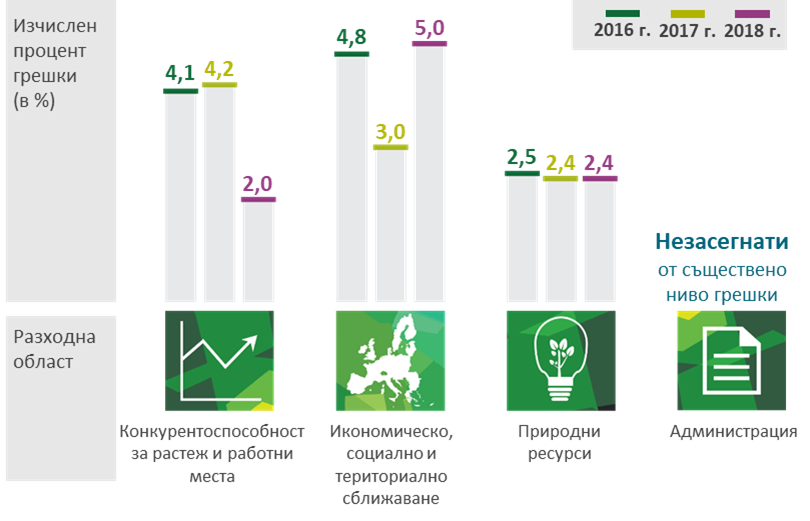 Изчислен
процент
грешки
(в %)
2016 г. 2017 г. 2018 г.
4,1 4,2 2,0
4,8 3,0 5,0
2,5 2,4 2,4
Незасегнати
от съществено
ниво грешки
Разходна
област
Конкурентоспособност
за растеж и работни
места
Икономическо,
социално и
териториално
сближаване
Природни
ресурси
Администрация